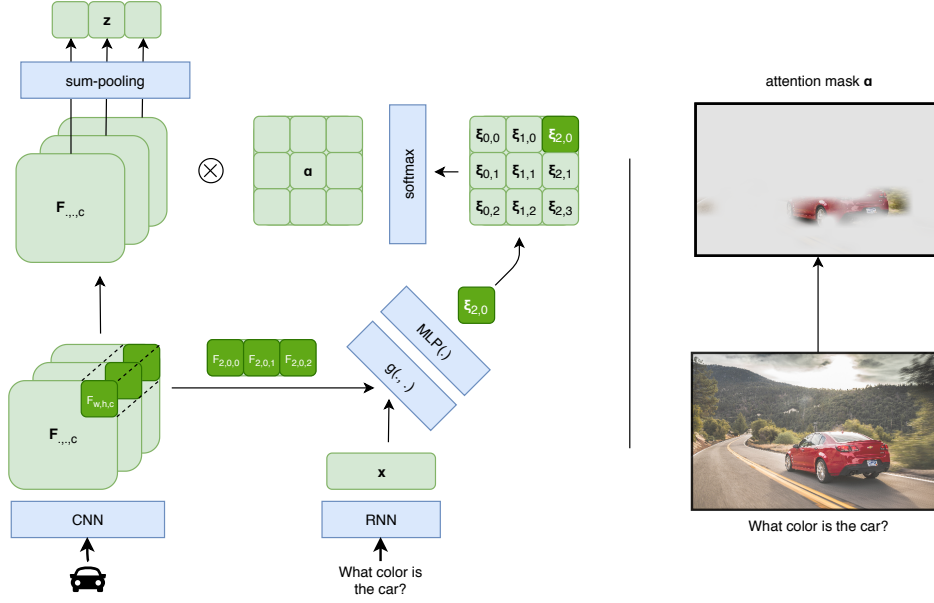 z
sum-pooling
F.,.,c
α
softmax
ξ0,0 ξ1,0 ξ2,0
ξ0,1 ξ1,1 ξ2,1
ξ0,2 ξ1,2 ξ2,3
ξ2,0
MLP(.)
g(., .)
F2,0,0 F2,0,1 F2,0,2
Fw,h,c
F.,.,c
x
CNN
RNN
What color is
the car?
attention mask α
What color is the car?